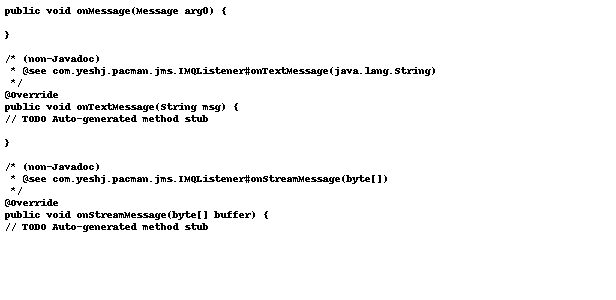 public void onMessage(Message arg0) {
}
/* (non-Javadoc)
* @see com.yeshj.pacman.jms.IMQListener#onTextMessage(java.lang.String)
*/
@Override
public void onTextMessage(String msg) {
// TODO Auto-generated method stub
}
/* (non-Javadoc)
* @see com.yeshj.pacman.jms.IMQListener#onStreamMessage(byte[])
*/
@Override
public void onStreamMessage(byte[] buffer) {
// TODO Auto-generated method stub